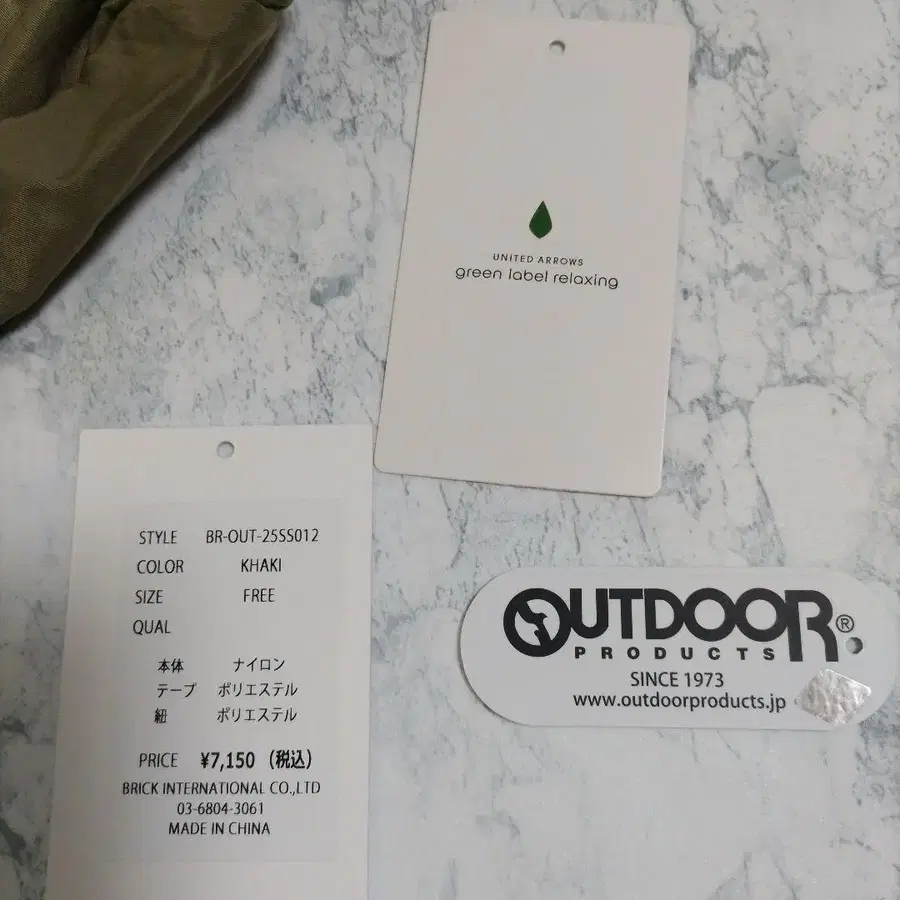 UNITED ARROWS
green label relaxing
STYLE BR-OUT-25SS012
COLOR KHAKI
SIZE FREE
QUAL
本体 ナイロン
テープ ポリエステル
紐 ポリエステル
PRICE ¥7,150 (税込)
BRICK INTERNATIONAL CO.,LTD
03-6804-3061
MADE IN CHINA
OUTDOOR®
PRODUCTS
SINCE 1973
www.outdoorproducts.jp